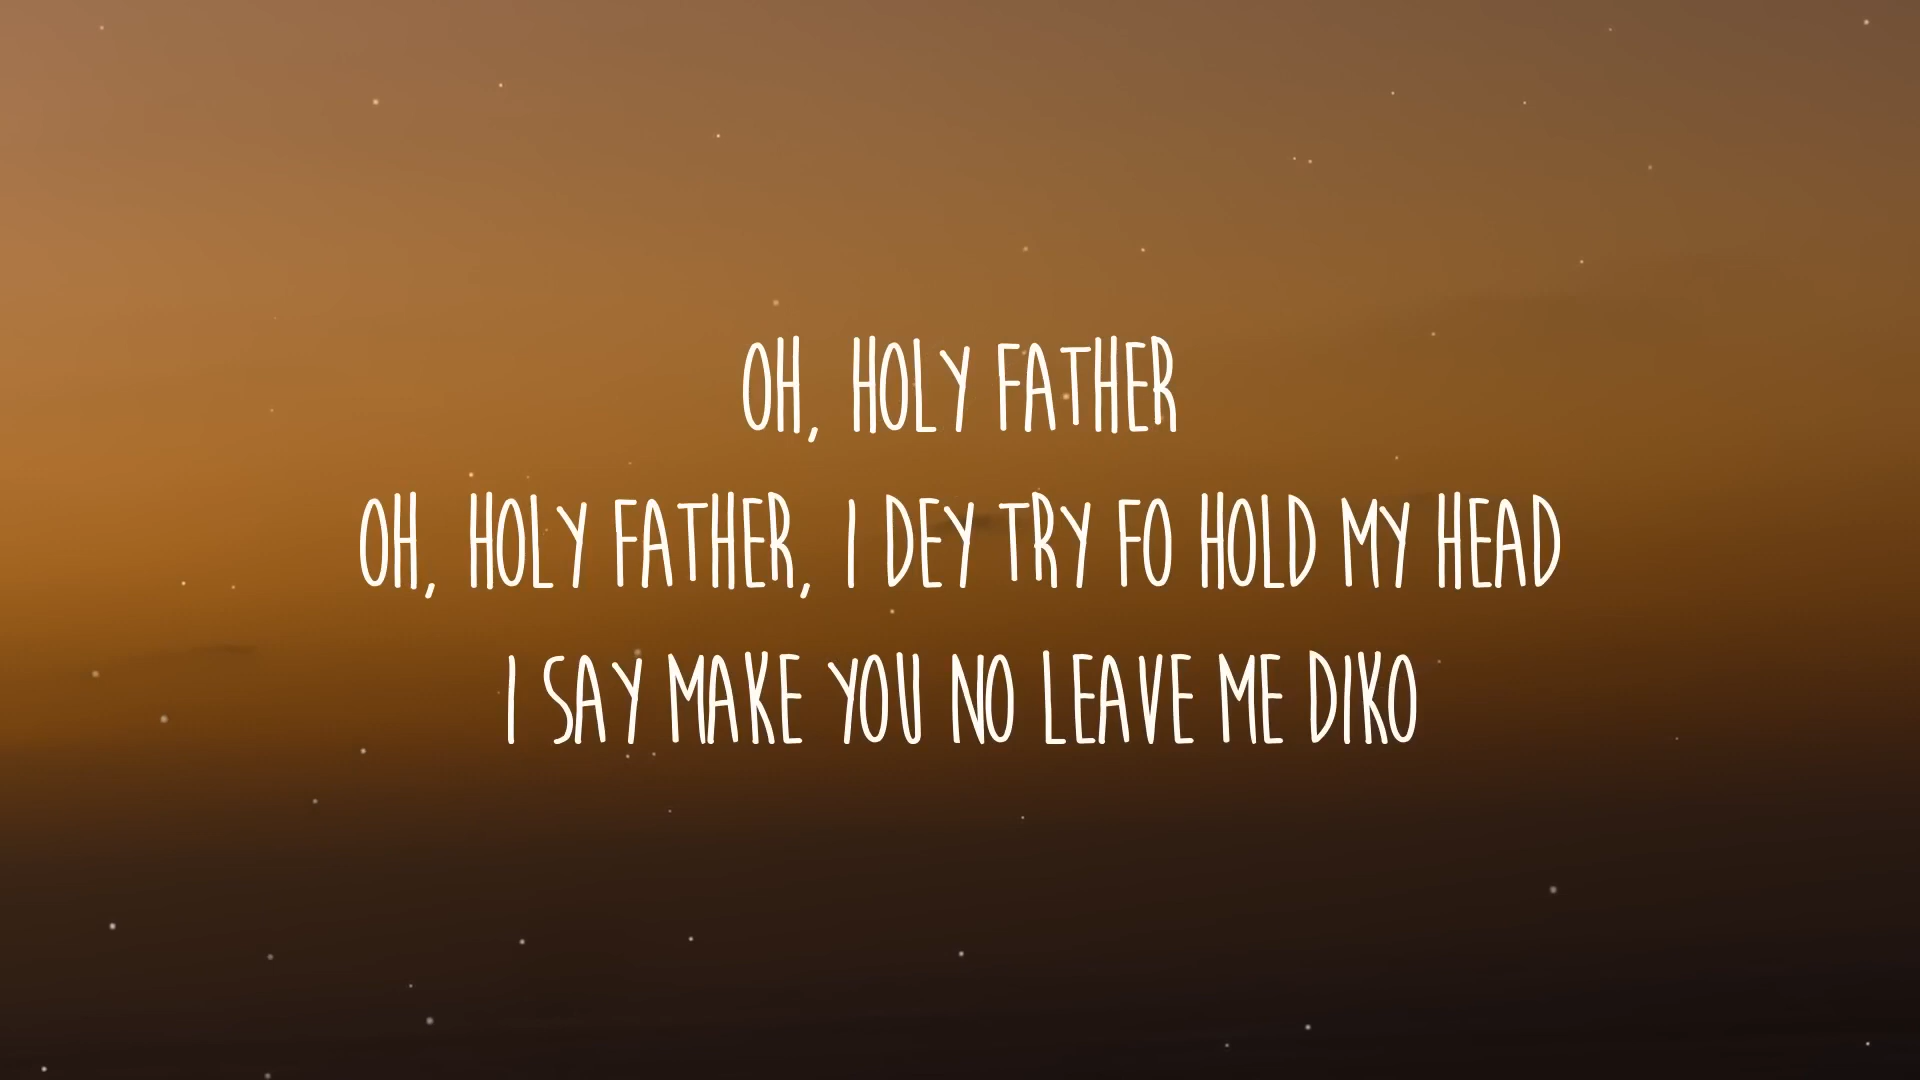 OH, HOLY FATHER
OH, HOLY FATHER, I DEY TRY FO HOLD MY HEAD
I SAY MAKE YOU NO LEAVE ME DIKO